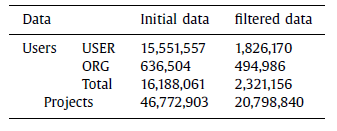 Data Initial data filtered data
Users USER 15,551,557 1,826,170
ORG 636,504 494,986
Total 16,188,061 2,321,156
Projects 46,772,903 20,798,840